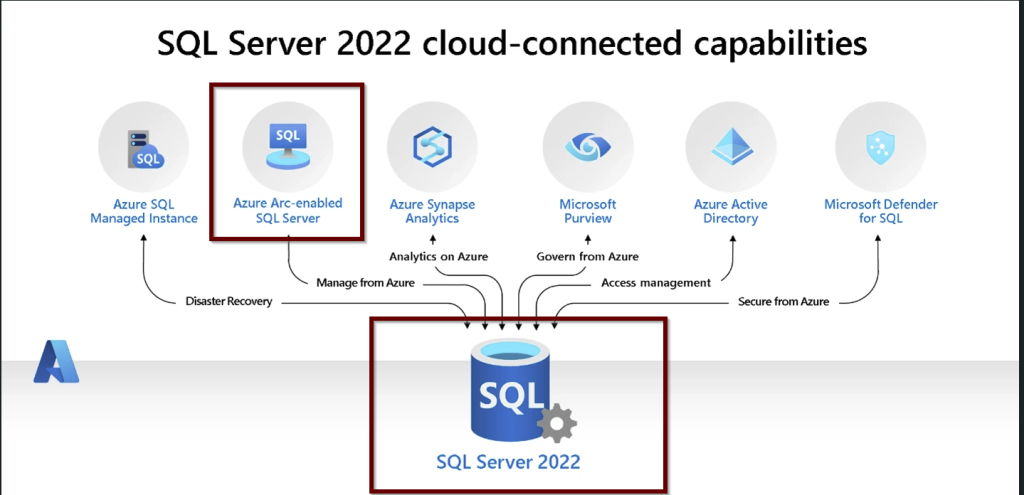 SQL Server 2022 cloud-connected capabilities
SQL
SQL
Azure SQL
Managed Instance
Azure Arc-enabled
SQL Server
Azure Synapse
Analytics
Microsoft
Purview
Azure Active
Directory
Microsoft Defender
for SQL
Analytics on Azure
Govern from Azure
Manage from Azure
Access management
Disaster Recovery
Secure from Azure
SQL
SQL Server 2022